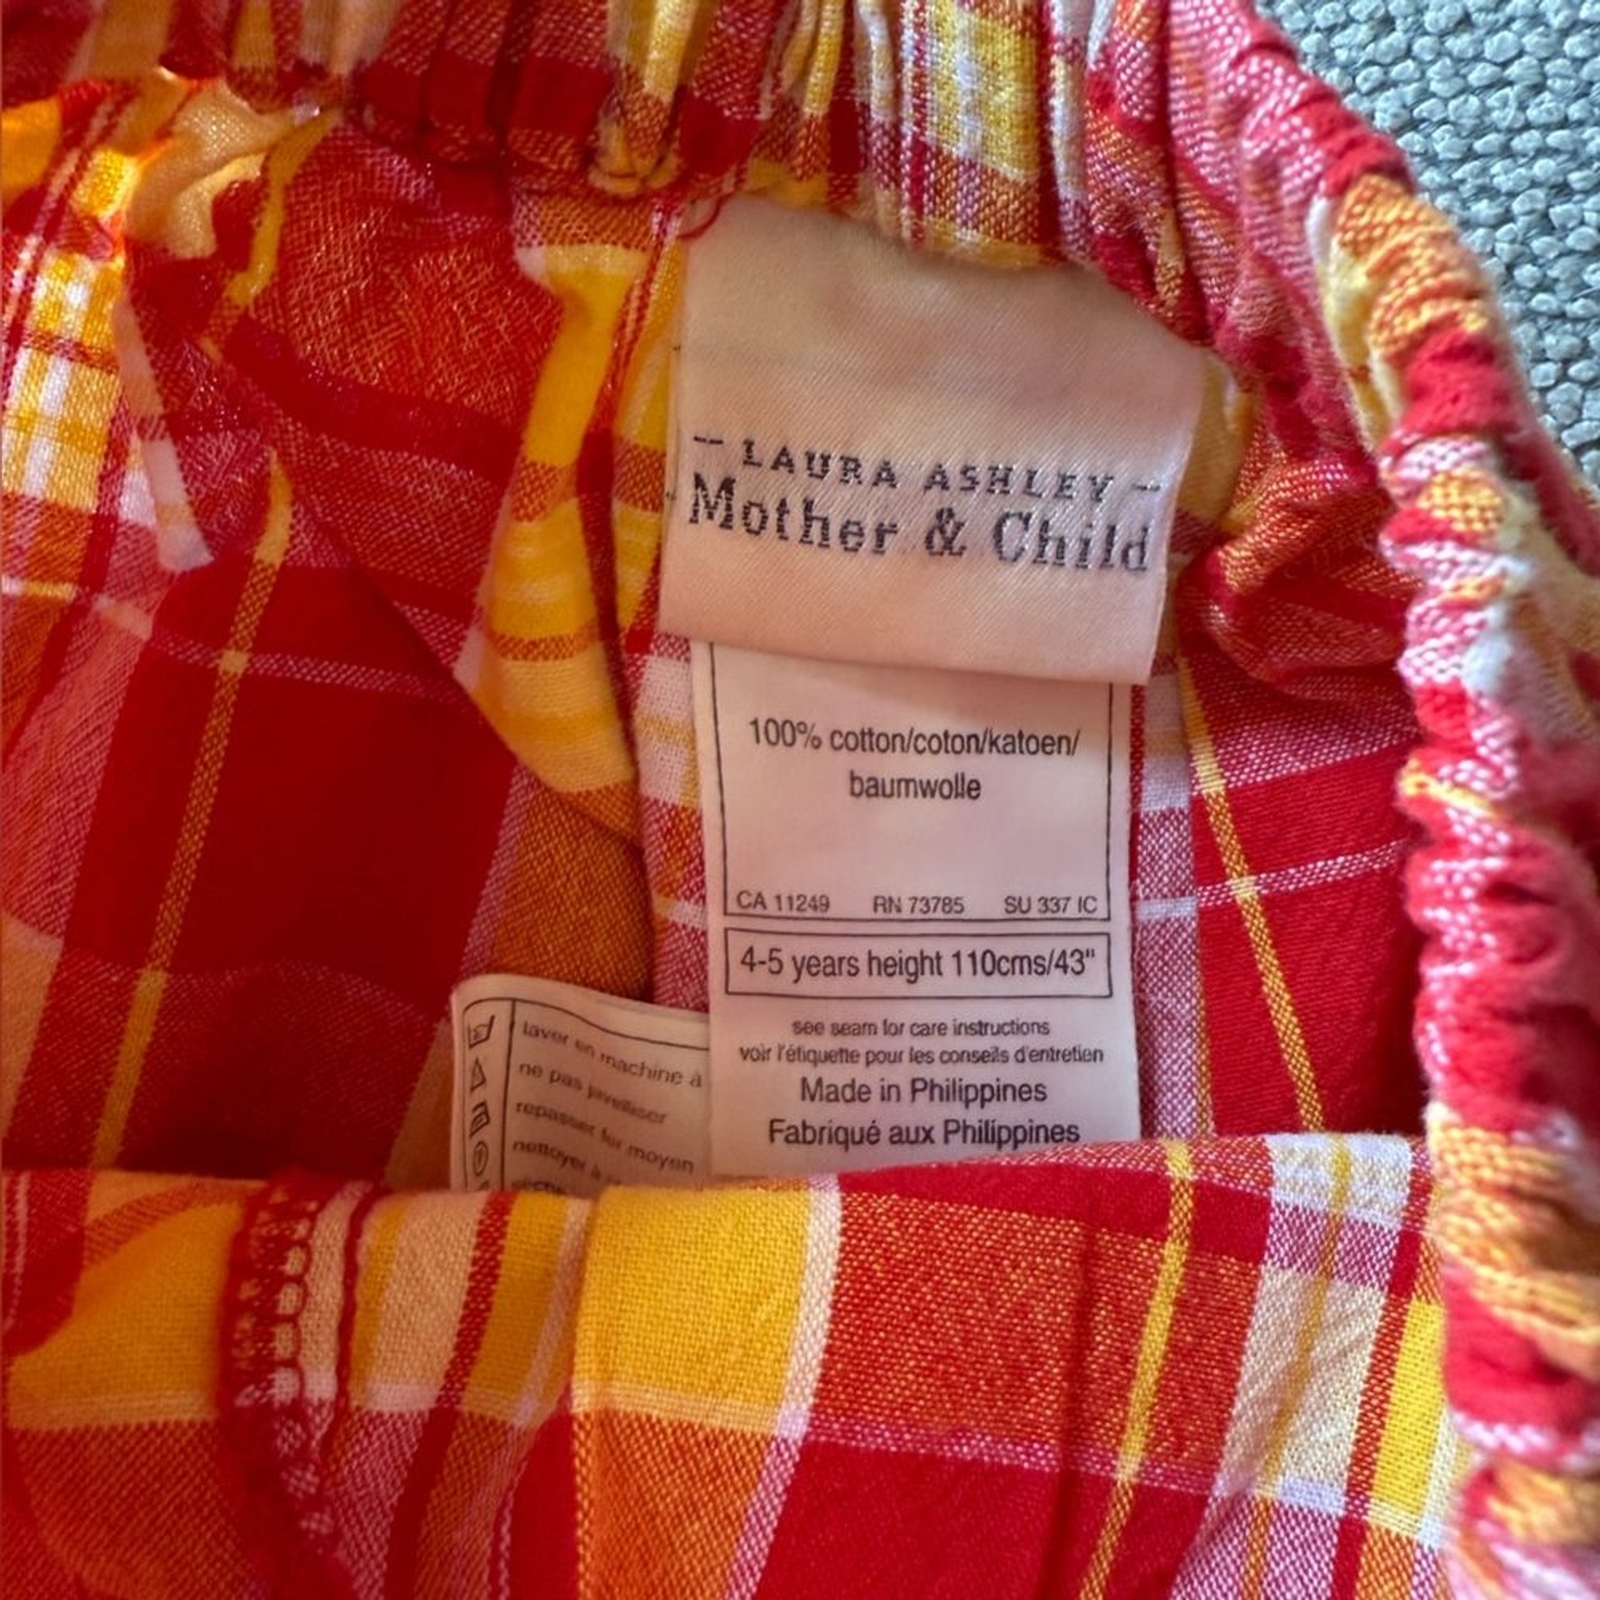 LAURA ASHLEY
Mother & Child
100% cotton/coton/katoen/
baumwolle
CA 11249 RN 73785 SU 337 IC
4-5 years height 110cms/43"
see seam for care instructions
voir l'étiquette pour les conseils d'entretien
Made in Philippines
Fabriqué aux Philippines
laver en machine à
ne pas javelliser
repasser fer moyen
nettoyer à